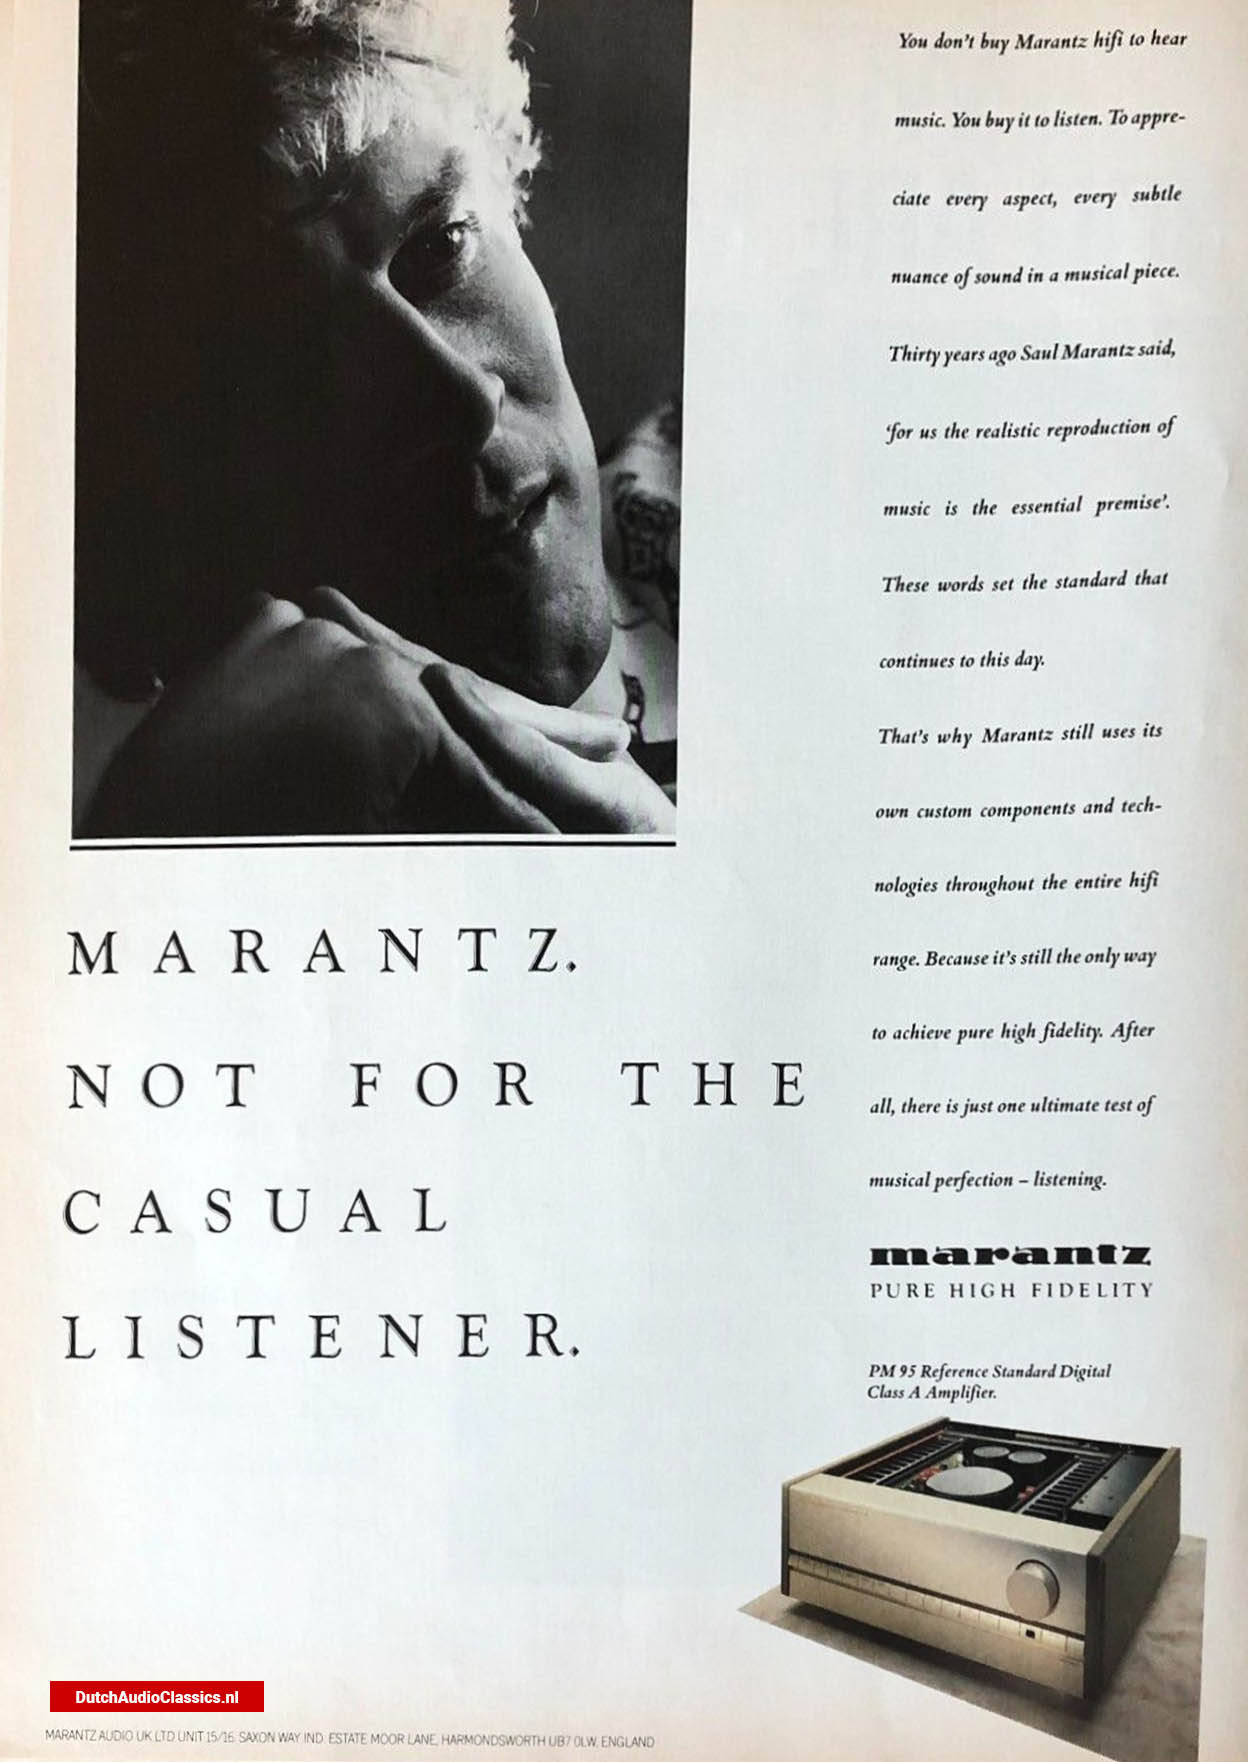 You don't buy Marantz hifi to hear
music. You buy it to listen. To appre-
ciate every aspect, every subtle
nuance of sound in a musical piece.
Thirty years ago Saul Marantz said,
'for us the realistic reproduction of
music is the essential premise'.
These words set the standard that
continues to this day.
That's why Marantz still uses its
own custom components and tech-
nologies throughout the entire hifi
range. Because it's still the only way
to achieve pure high fidelity. After
all, there is just one ultimate test of
musical perfection – listening.
MARANTZ.
NOT FOR THE
CASUAL
LISTENER.
marantz
PURE HIGH FIDELITY
PM 95 Reference Standard Digital
Class A Amplifier.
DutchAudioClassics.nl
MARANTZ AUDIO UK LTD UNIT 15/16, SAXON WAY IND. ESTATE MOOR LANE, HARMONDSWORTH UB7 0LW, ENGLAND